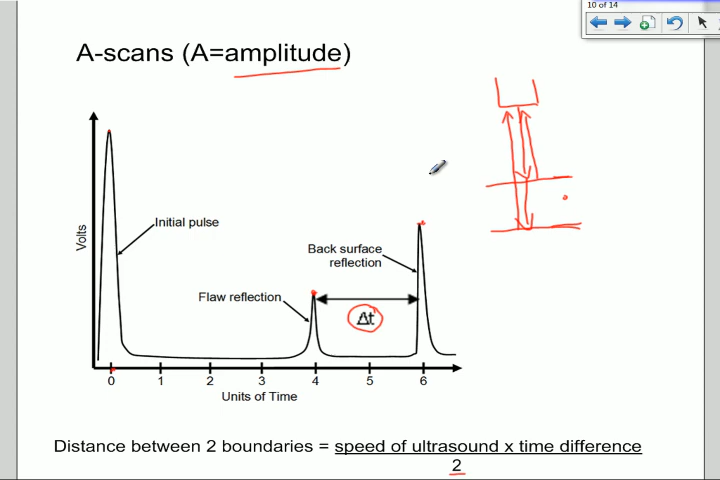 10 of 14
A-scans (A=amplitude)
Initial pulse
Volts
Back surface
reflection
Flaw reflection
Δt
0 1 2 3 4 5 6
Units of Time
Distance between 2 boundaries = speed of ultrasound x time difference
2